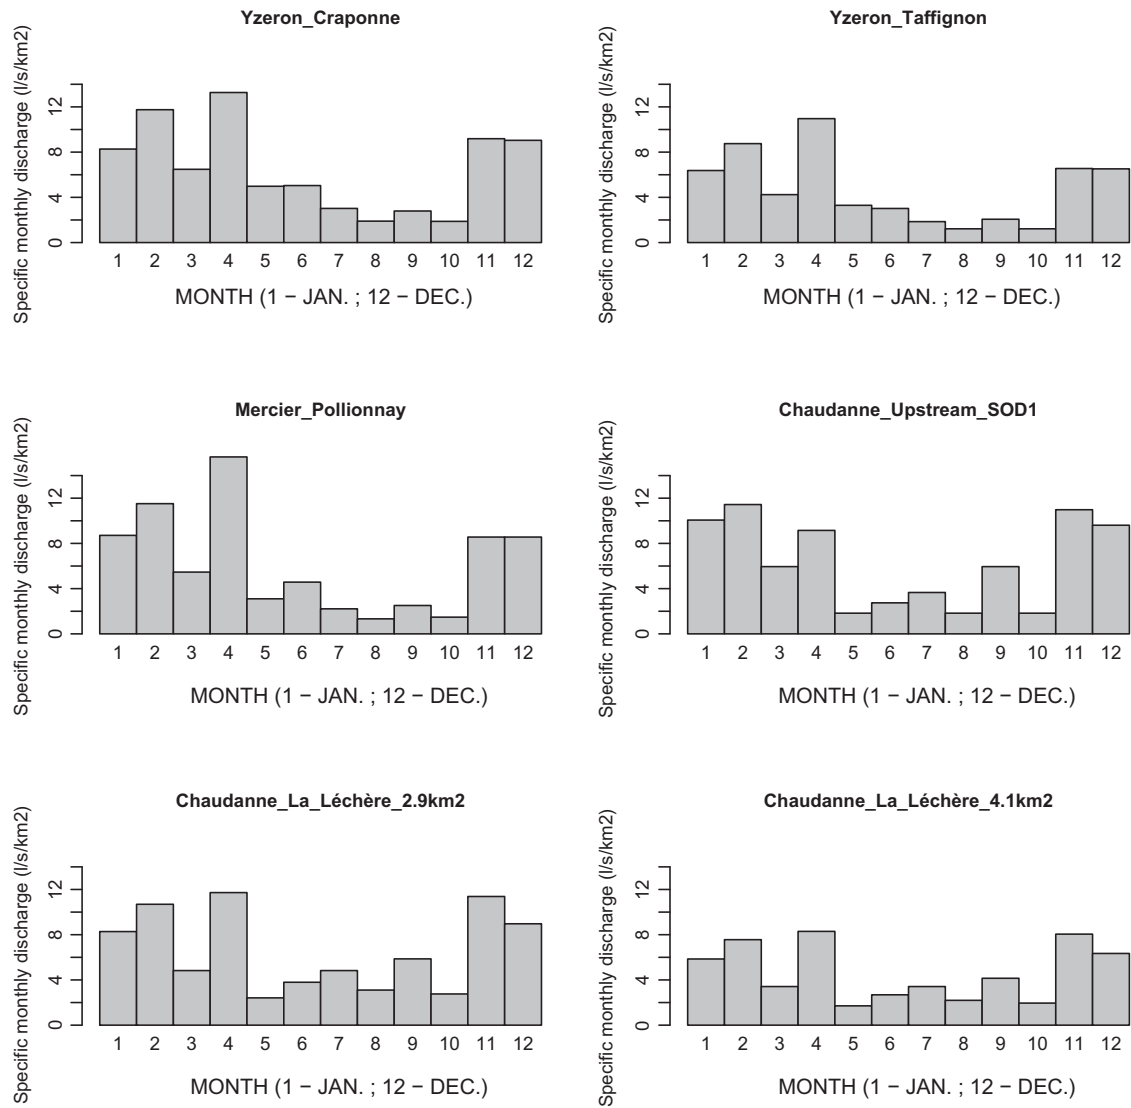 Yzeron_Craponne
Specific monthly discharge (l/s/km2)
12
8
4
0
1 2 3 4 5 6 7 8 9 10 11 12
MONTH (1 − JAN. ; 12 − DEC.)
Yzeron_Taffignon
Specific monthly discharge (l/s/km2)
12
8
4
0
1 2 3 4 5 6 7 8 9 10 11 12
MONTH (1 − JAN. ; 12 − DEC.)
Mercier_Pollionnay
Specific monthly discharge (l/s/km2)
12
8
4
0
1 2 3 4 5 6 7 8 9 10 11 12
MONTH (1 − JAN. ; 12 − DEC.)
Chaudanne_Upstream_SOD1
Specific monthly discharge (l/s/km2)
12
8
4
0
1 2 3 4 5 6 7 8 9 10 11 12
MONTH (1 − JAN. ; 12 − DEC.)
Chaudanne_La_Léchère_2.9km2
Specific monthly discharge (l/s/km2)
12
8
4
0
1 2 3 4 5 6 7 8 9 10 11 12
MONTH (1 − JAN. ; 12 − DEC.)
Chaudanne_La_Léchère_4.1km2
Specific monthly discharge (l/s/km2)
12
8
4
0
1 2 3 4 5 6 7 8 9 10 11 12
MONTH (1 − JAN. ; 12 − DEC.)